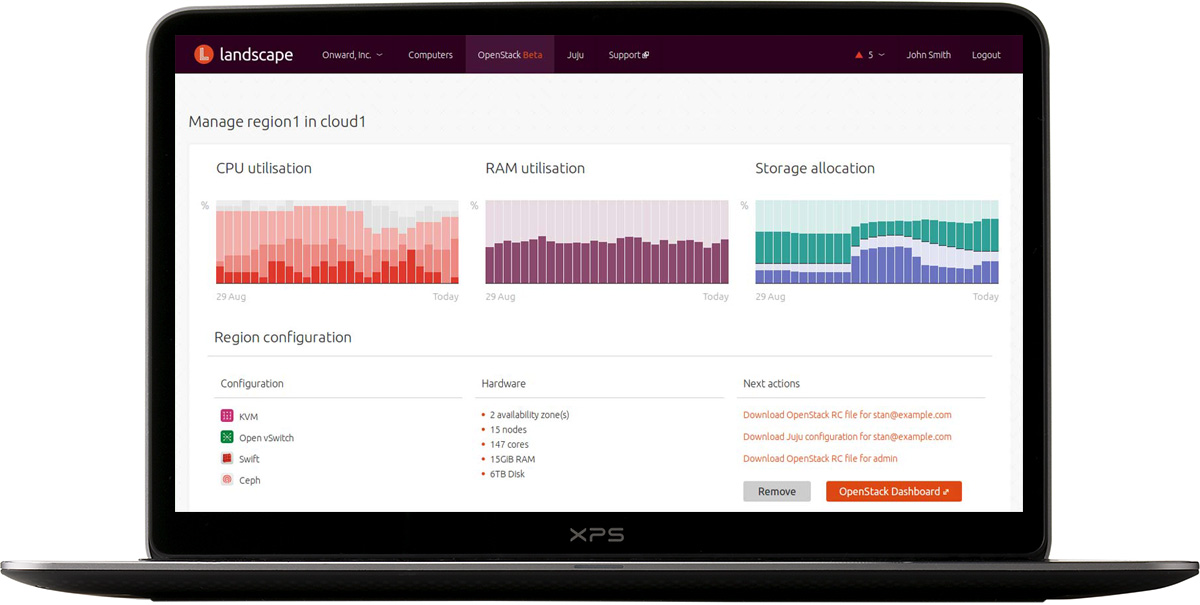 landscape Onward, Inc. Computers OpenStack Beta Juju Support 5 John Smith Logout
Manage region1 in cloud1
CPU utilisation RAM utilisation Storage allocation
% % %
29 Aug Today 29 Aug Today 29 Aug Today
Region configuration
Configuration Hardware Next actions
KVM
Open vSwitch
Swift
Ceph
2 availability zone(s)
15 nodes
147 cores
15GIB RAM
6TB Disk
Download OpenStack RC file for stan@example.com
Download Juju configuration for stan@example.com
Download OpenStack RC file for admin
Remove OpenStack Dashboard
XPS